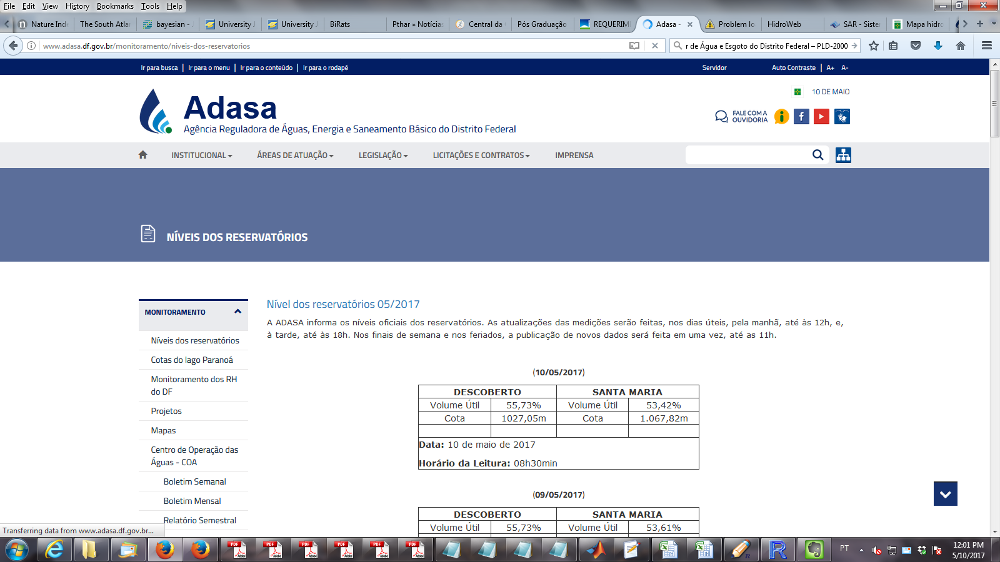 File Edit View History Bookmarks Tools Help
Nature Inde The South Atlar bayesian - University J University J BiRats Pthar » Notícias Central da Pós Graduação REQUERIMI Adasa - Problem lo HidroWeb SAR - Sister Mapa hidro
www.adasa.df.gov.br/monitoramento/niveis-dos-reservatorios r de Água e Esgoto do Distrito Federal – PLD-2000
Ir para busca | Ir para o menu | Ir para o conteúdo | Ir para o rodapé Servidor Auto Contraste | A+ A-
10 DE MAIO
Adasa
Agência Reguladora de Águas, Energia e Saneamento Básico do Distrito Federal
FALE COM A
OUVIDORIA
INSTITUCIONAL ÁREAS DE ATUAÇÃO LEGISLAÇÃO LICITAÇÕES E CONTRATOS IMPRENSA
NÍVEIS DOS RESERVATÓRIOS
MONITORAMENTO
Níveis dos reservatórios
Cotas do lago Paranoá
Monitoramento dos RH
do DF
Projetos
Mapas
Centro de Operação das
Águas - COA
Boletim Semanal
Boletim Mensal
Relatório Semestral
Nível dos reservatórios 05/2017
A ADASA informa os níveis oficiais dos reservatórios. As atualizações das medições serão feitas, nos dias úteis, pela manhã, até às 12h, e,
à tarde, até às 18h. Nos finais de semana e nos feriados, a publicação de novos dados será feita em uma vez, até as 11h.
(10/05/2017)
DESCOBERTO SANTA MARIA
Volume Útil 55,73% Volume Útil 53,42%
Cota 1027,05m Cota 1.067,82m
Data: 10 de maio de 2017
Horário da Leitura: 08h30min
(09/05/2017)
DESCOBERTO SANTA MARIA
Volume Útil 55,73% Volume Útil 53,61%
Transferring data from www.adasa.df.gov.br...
PT 12:01 PM
5/10/2017